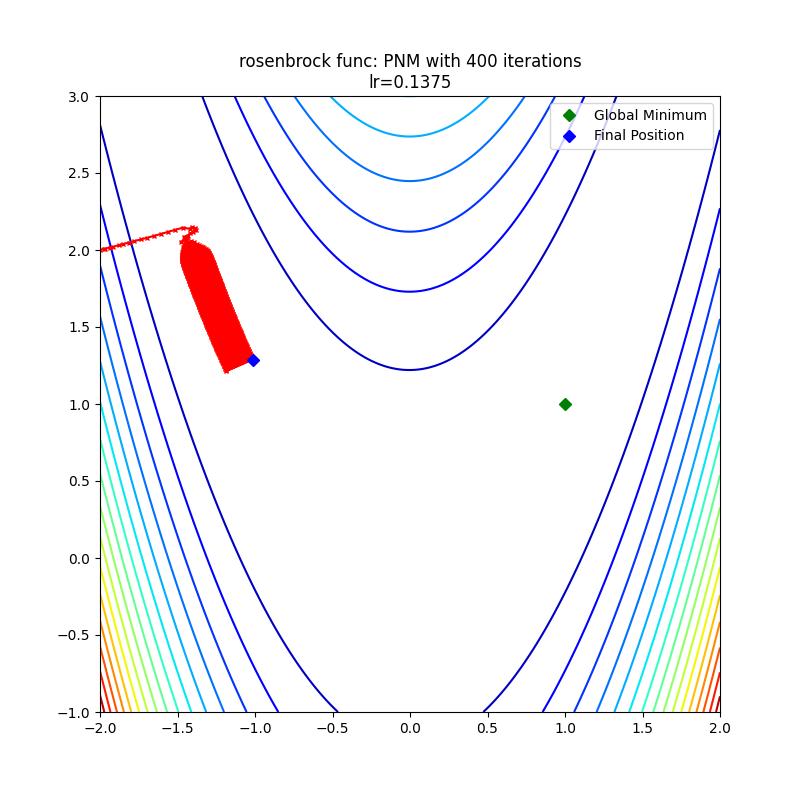 rosenbrock func: PNM with 400 iterations
lr=0.1375
Global Minimum
Final Position
3.0
2.5
2.0
1.5
1.0
0.5
0.0
−0.5
−1.0
−2.0 −1.5 −1.0 −0.5 0.0 0.5 1.0 1.5 2.0